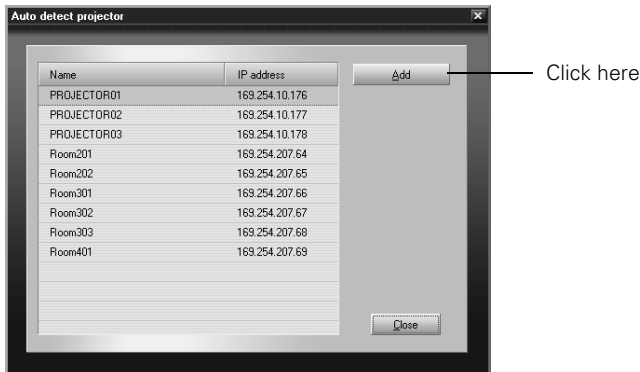 Auto detect projector
Name IP address Add Click here
PROJECTOR01 169.254.10.176
PROJECTOR02 169.254.10.177
PROJECTOR03 169.254.10.178
Room201 169.254.207.64
Room202 169.254.207.65
Room301 169.254.207.66
Room302 169.254.207.67
Room303 169.254.207.68
Room401 169.254.207.69
Close